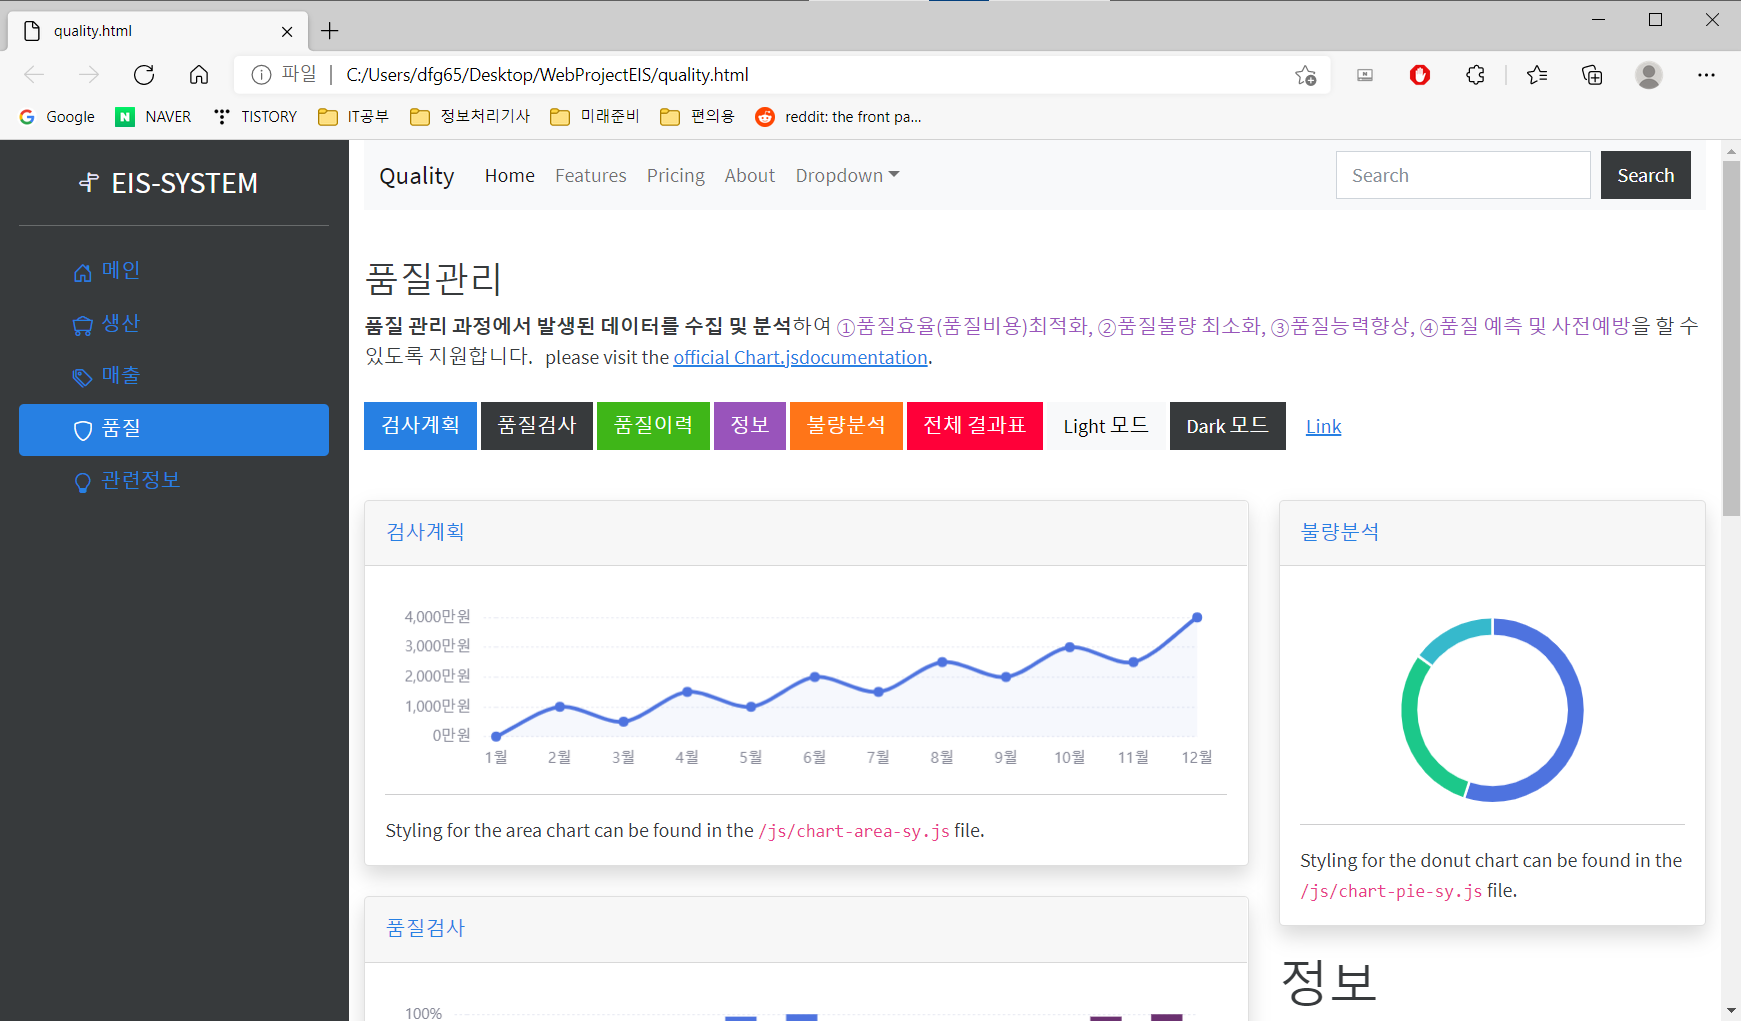 quality.html
파일 | C:/Users/dfg65/Desktop/WebProjectEIS/quality.html
Google NAVER TISTORY IT공부 정보처리기사 미래준비 편의용 reddit: the front pa...
EIS-SYSTEM
메인
생산
매출
품질
관련정보
Quality Home Features Pricing About Dropdown Search Search
품질관리
품질 관리 과정에서 발생된 데이터를 수집 및 분석하여 ①품질효율(품질비용)최적화, ②품질불량 최소화, ③품질능력향상, ④품질 예측 및 사전예방을 할 수
있도록 지원합니다. please visit the official Chart.jsdocumentation.
검사계획 품질검사 품질이력 정보 불량분석 전체 결과표 Light 모드 Dark 모드 Link
검사계획
4,000만원
3,000만원
2,000만원
1,000만원
0만원
1월 2월 3월 4월 5월 6월 7월 8월 9월 10월 11월 12월
Styling for the area chart can be found in the /js/chart-area-sy.js file.
품질검사
100%
불량분석
Styling for the donut chart can be found in the
/js/chart-pie-sy.js file.
정보